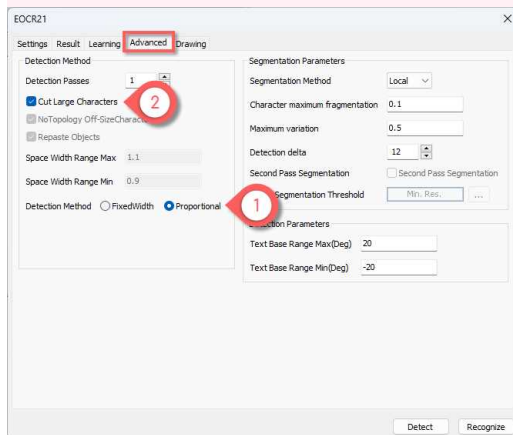 EOCR21
Settings Result Learning Advanced Drawing
Detection Method
Detection Passes 1
Cut Large Characters 2
NoTopology Off-SizeCharact
Repaste Objects
Space Width Range Max 1.1
Space Width Range Min 0.9
Detection Method FixedWidth Proportional 1
Segmentation Parameters
Segmentation Method Local
Character maximum fragmentation 0.1
Maximum variation 0.5
Detection delta 12
Second Pass Segmentation Second Pass Segmentation
Segmentation Threshold Min. Res. ...
Parameters
Text Base Range Max(Deg) 20
Text Base Range Min(Deg) -20
Detect Recognize